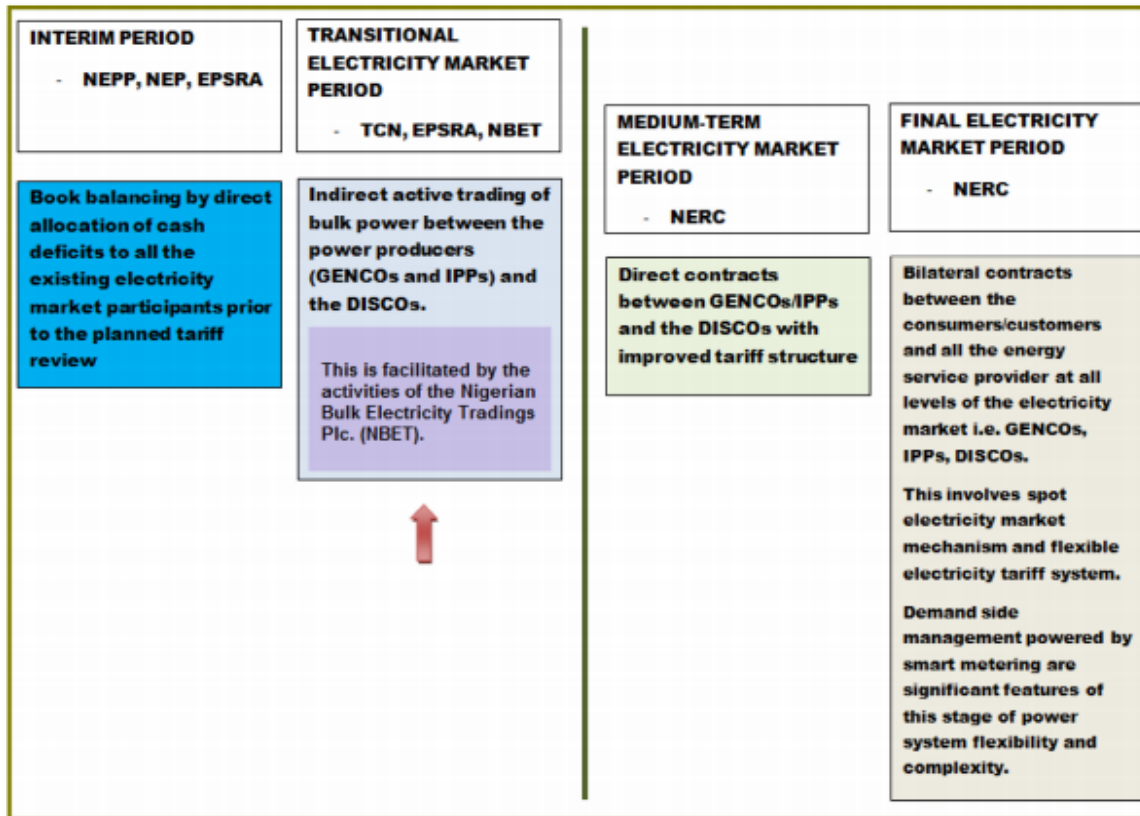 INTERIM PERIOD
- NEPP, NEP, EPSRA
Book balancing by direct
allocation of cash
deficits to all the
existing electricity
market participants prior
to the planned tariff
review
TRANSITIONAL
ELECTRICITY MARKET
PERIOD
- TCN, EPSRA, NBET
Indirect active trading of
bulk power between the
power producers
(GENCOs and IPPs) and
the DISCOs.
This is facilitated by the
activities of the Nigerian
Bulk Electricity Tradings
Plc. (NBET).
MEDIUM-TERM
ELECTRICITY MARKET
PERIOD
- NERC
Direct contracts
between GENCOs/IPPs
and the DISCOs with
improved tariff structure
FINAL ELECTRICITY
MARKET PERIOD
- NERC
Bilateral contracts
between the
consumers/customers
and all the energy
service provider at all
levels of the electricity
market i.e. GENCOs,
IPPs, DISCOs.
This involves spot
electricity market
mechanism and flexible
electricity tariff system.
Demand side
management powered by
smart metering are
significant features of
this stage of power
system flexibility and
complexity.